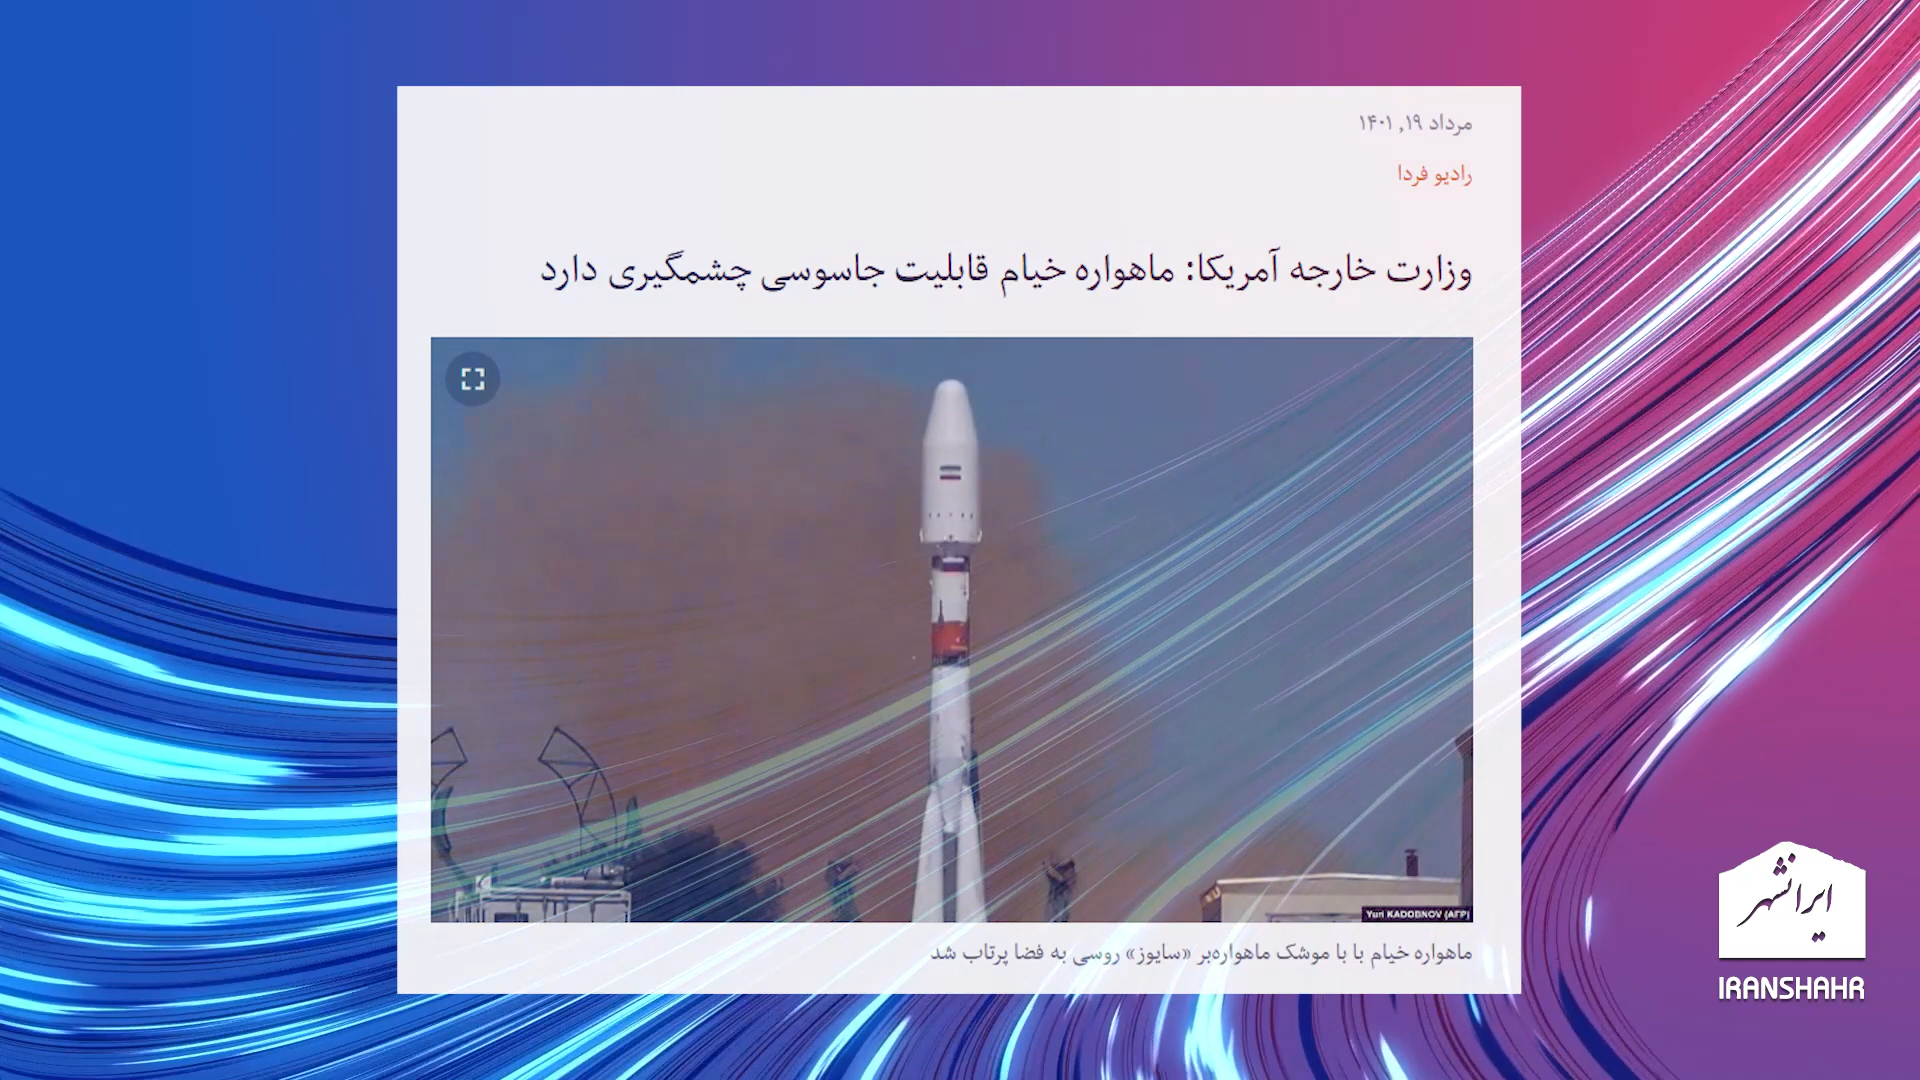 مرداد ۱۹, ۱۴۰۱
رادیو فردا
وزارت خارجه آمریکا: ماهواره خیام قابلیت جاسوسی چشمگیری دارد
Yuri KADOBNOV (AFP)
ماهواره خیام با با موشک ماهواره‌بر «سایوز» روسی به فضا پرتاب شد
ایرانشهر
IRANSHAHR